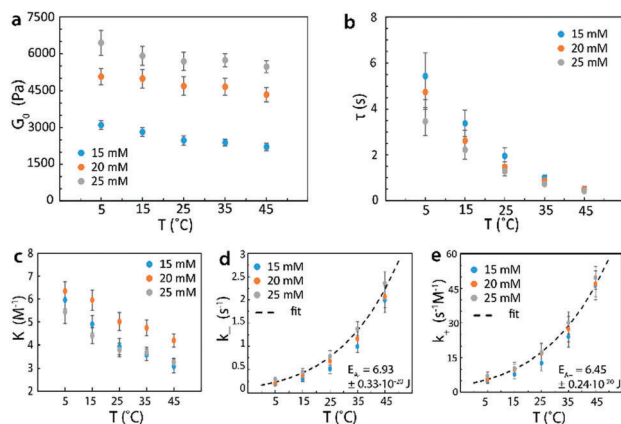 a
7500
6000
4500
3000
1500
0
G₀ (Pa)
15 mM
20 mM
25 mM
5 15 25 35 45
T (°C)
b
8
6
4
2
0
τ (s)
15 mM
20 mM
25 mM
5 15 25 35 45
T (°C)
c
8
7
6
5
4
3
2
K (M⁻¹)
15 mM
20 mM
25 mM
5 15 25 35 45
T (°C)
d
3
2.5
2
1.5
1
0.5
0
k₋ (s⁻¹)
15 mM
20 mM
25 mM
fit
E_A- = 6.93
± 0.33·10⁻²⁰ J
5 15 25 35 45
T (°C)
e
60
45
30
15
0
k₊ (s⁻¹M⁻¹)
15 mM
20 mM
25 mM
fit
= 6.45
± 0.24·10⁻²⁰ J
5 15 25 35 45
T (°C)